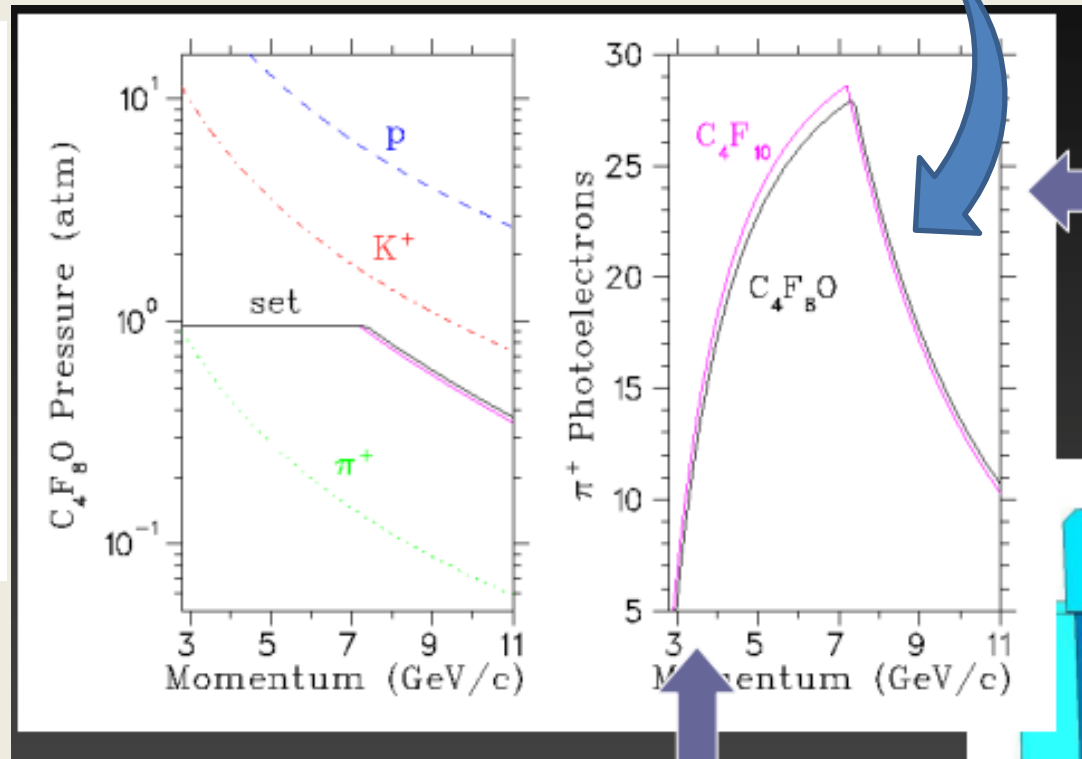 C₄F₈O Pressure (atm)
10¹
10⁰
10⁻¹
p
K⁺
set
π⁺
3 5 7 9 11
Momentum (GeV/c)
π⁺ Photoelectrons
30
25
20
15
10
5
C₄F₁₀
C₄F₈O
3 5 7 9 11
M entum (GeV/c)